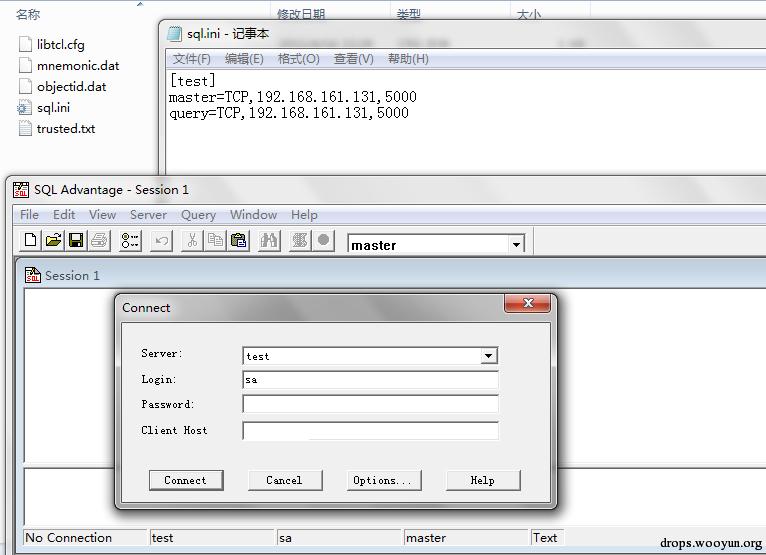 名称 修改日期 类型 大小
libtcl.cfg
mnemonic.dat
objectid.dat
sql.ini
trusted.txt
sql.ini - 记事本
文件(F) 编辑(E) 格式(O) 查看(V) 帮助(H)
[test]
master=TCP,192.168.161.131,5000
query=TCP,192.168.161.131,5000
SQL Advantage - Session 1
File Edit View Server Query Window Help
master
Session 1
Connect
Server: test
Login: sa
Password:
Client Host
Connect Cancel Options... Help
No Connection test sa master Text
drops.wooyun.org